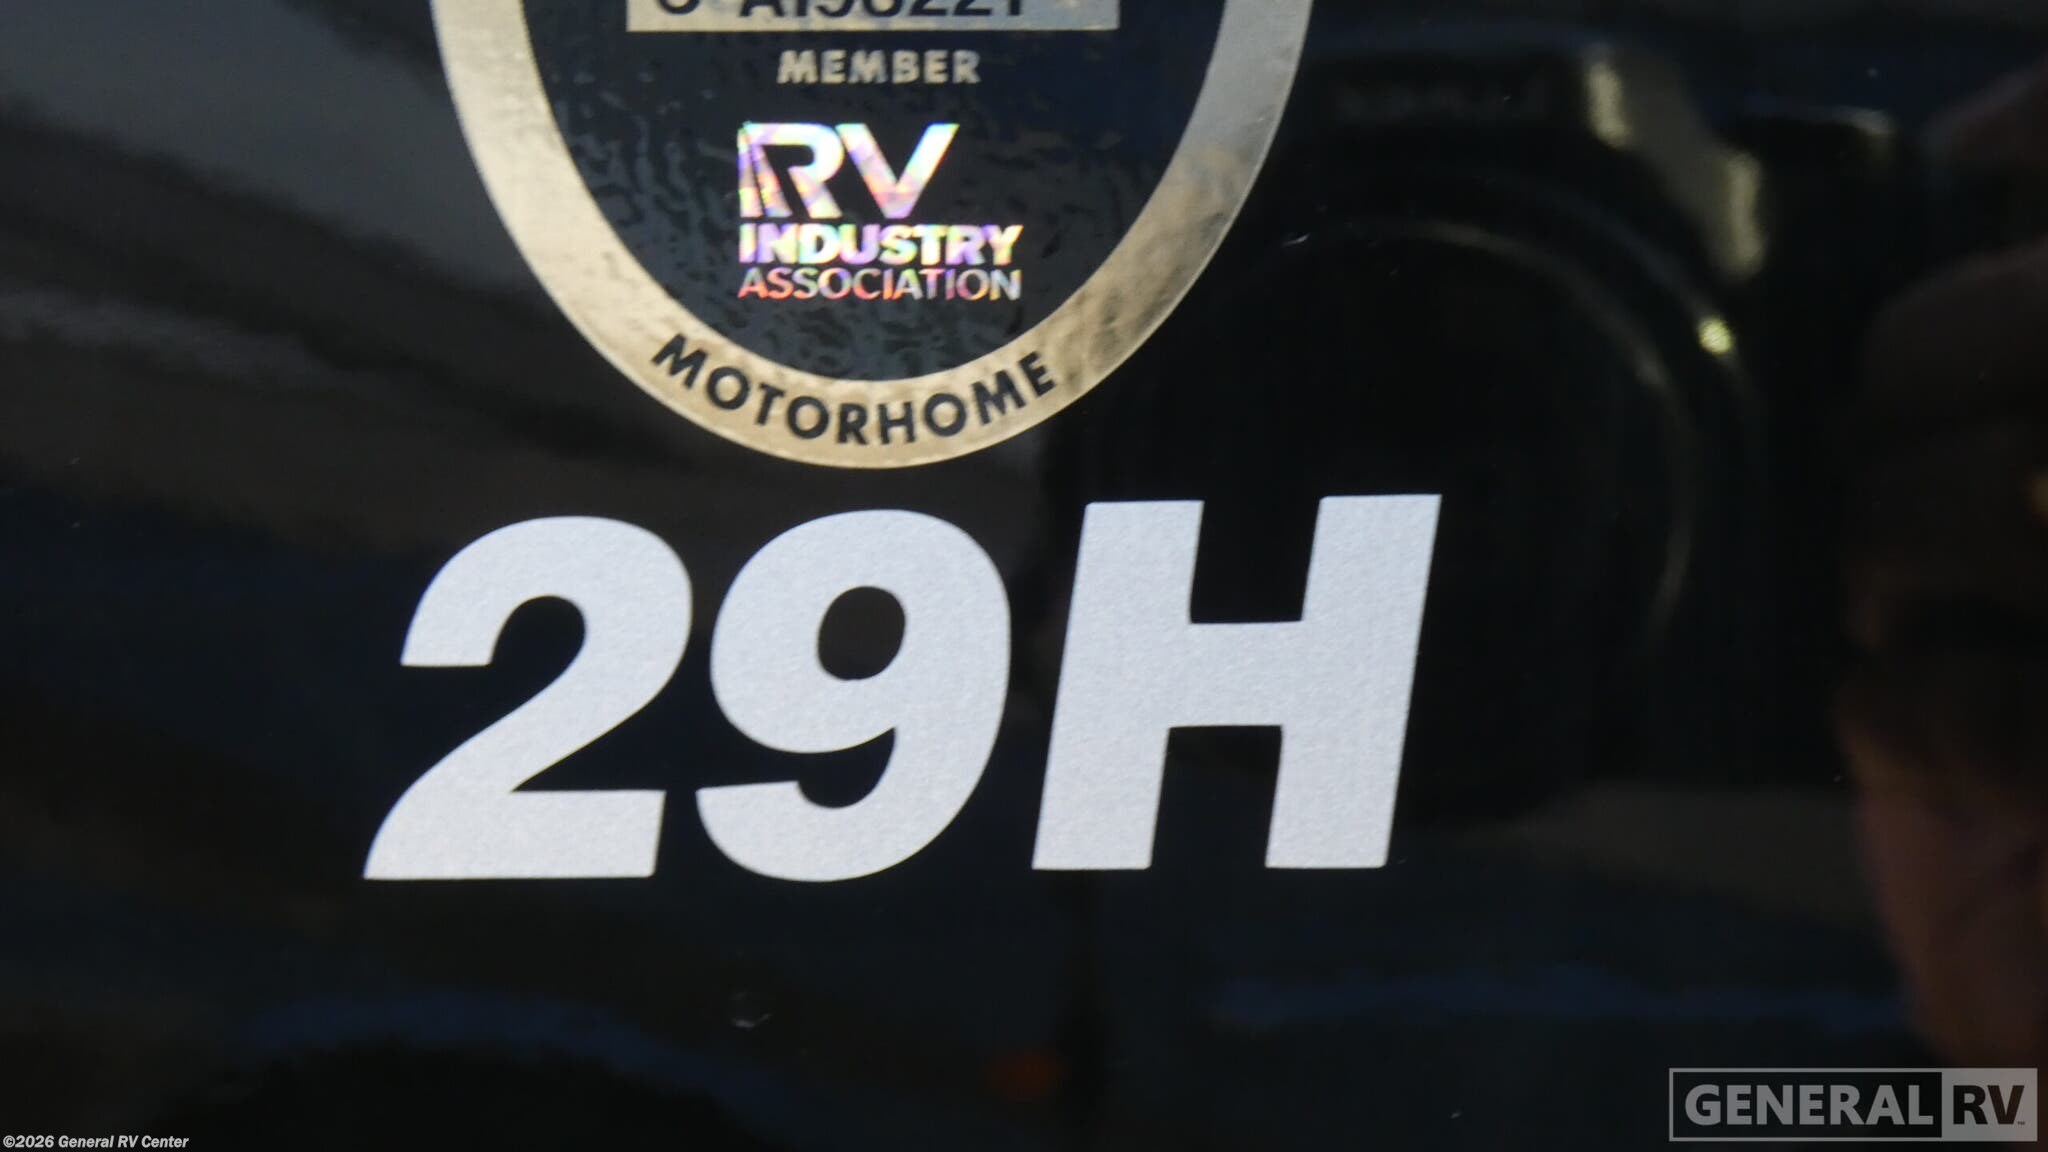 MEMBER
RV
INDUSTRY
ASSOCIATION
MOTORHOME
29H
GENERAL RV
©2026 General RV Center